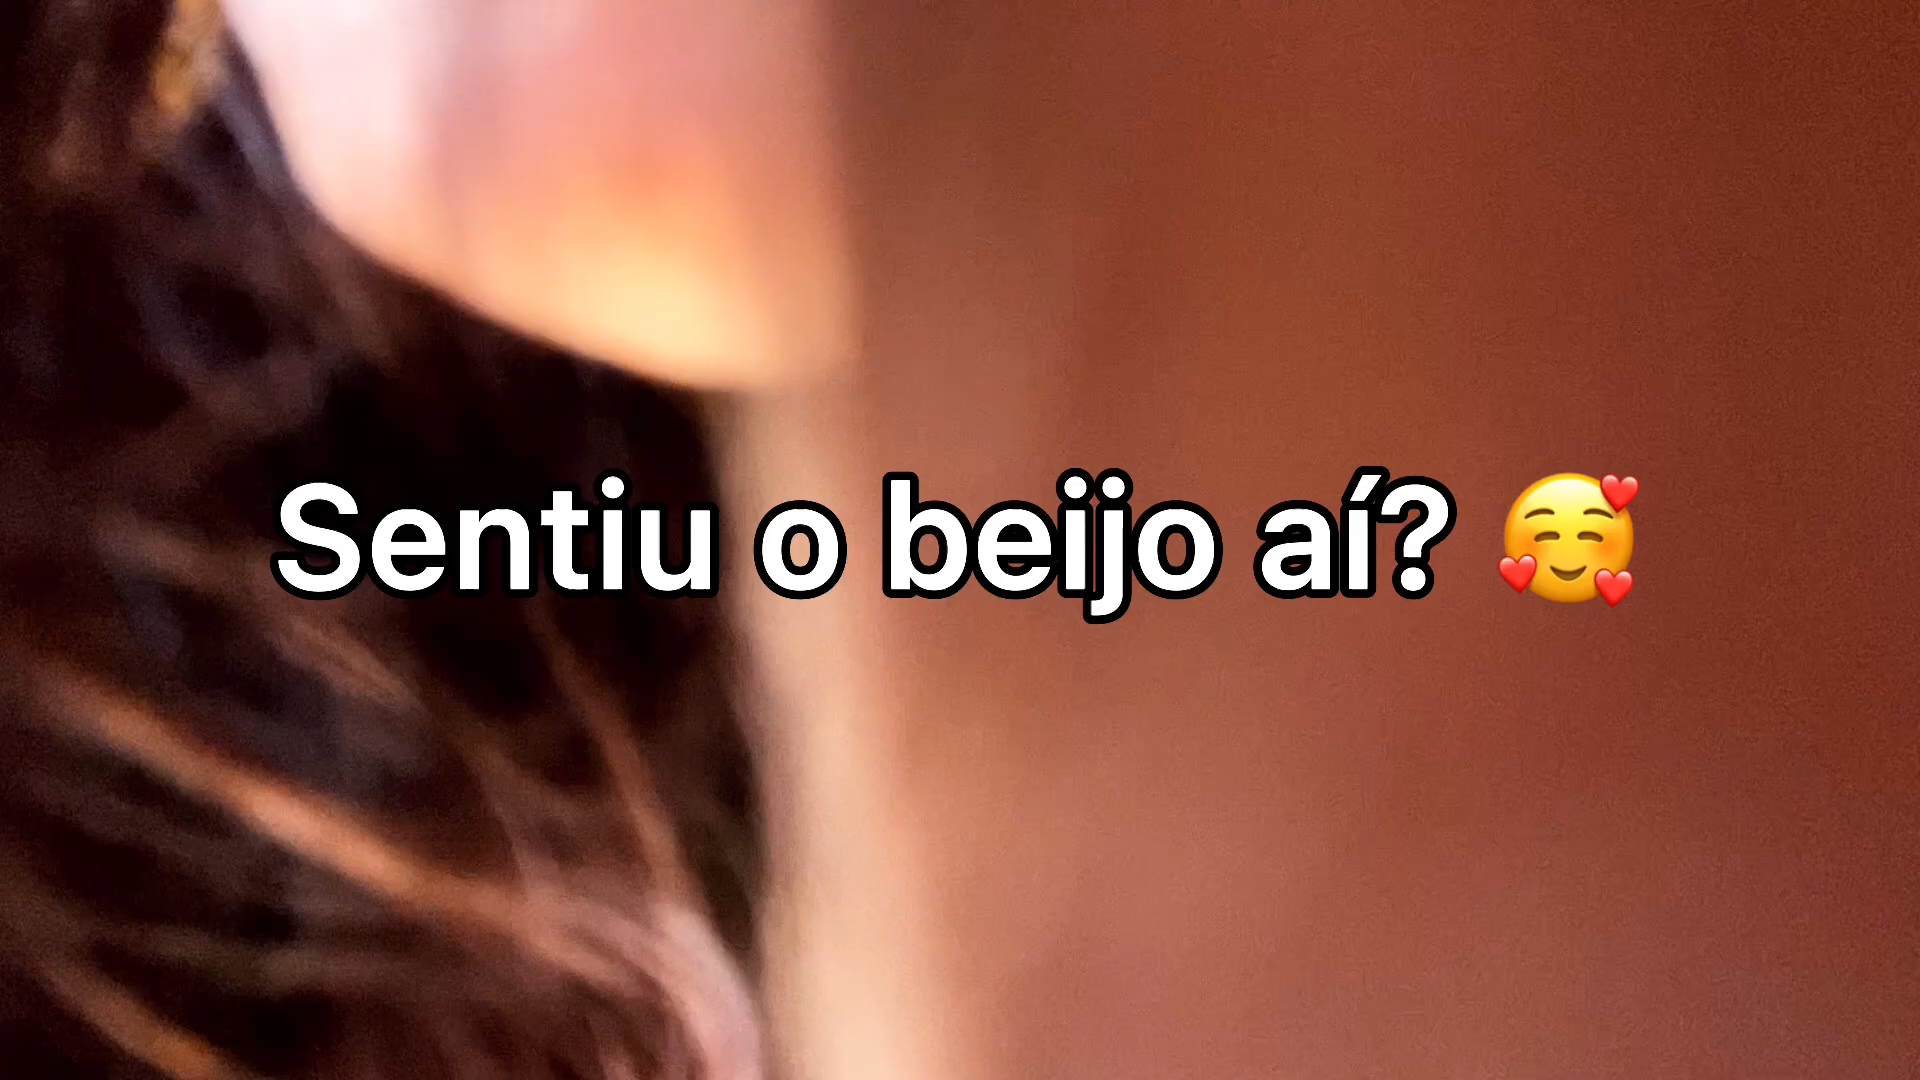 Sentiu o beijo aí? 🥰